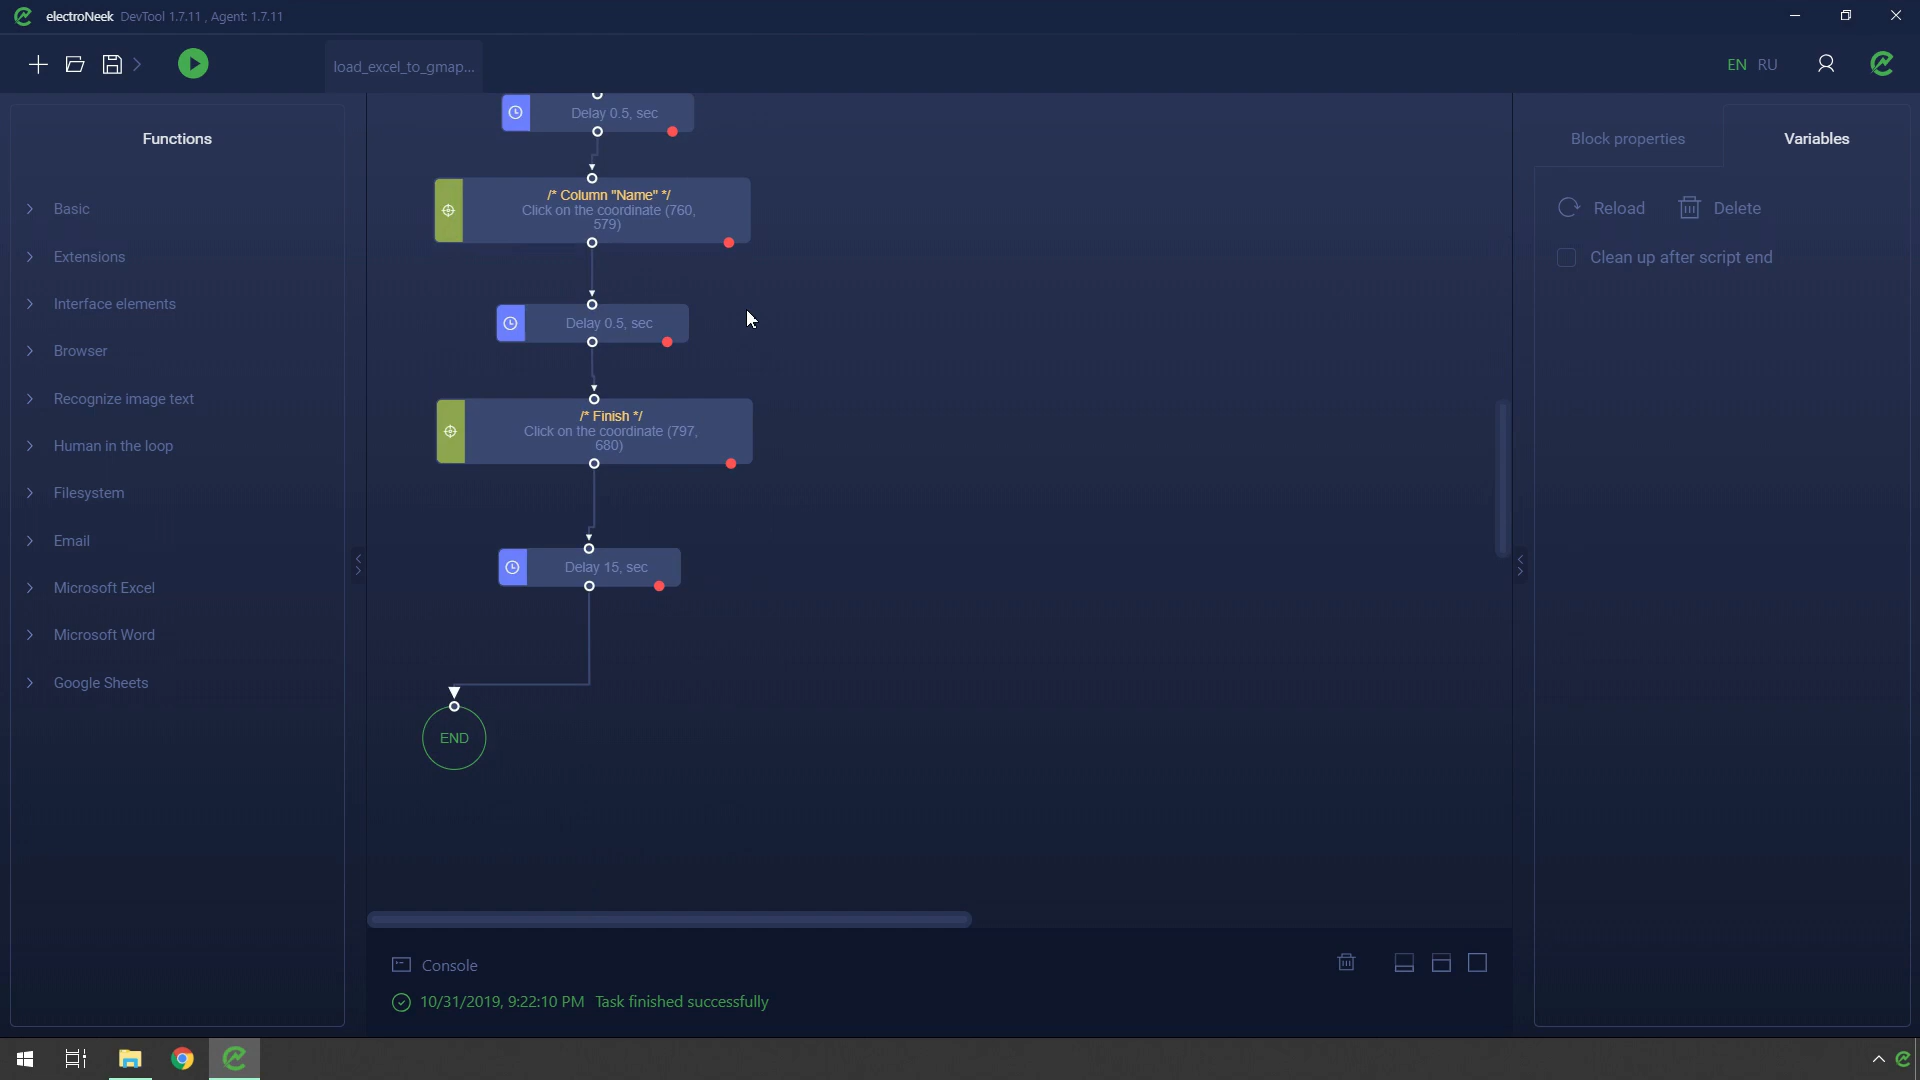 electroNeek DevTool 1.7.11 , Agent: 1.7.11
load_excel_to_gmap...
EN RU
Functions
Basic
Extensions
Interface elements
Browser
Recognize image text
Human in the loop
Filesystem
Email
Microsoft Excel
Microsoft Word
Google Sheets
Delay 0.5, sec
/* Column "Name" */
Click on the coordinate (760,
579)
Delay 0.5, sec
/* Finish */
Click on the coordinate (797,
680)
Delay 15, sec
END
Block properties
Variables
Reload
Delete
Clean up after script end
Console
10/31/2019, 9:22:10 PM Task finished successfully